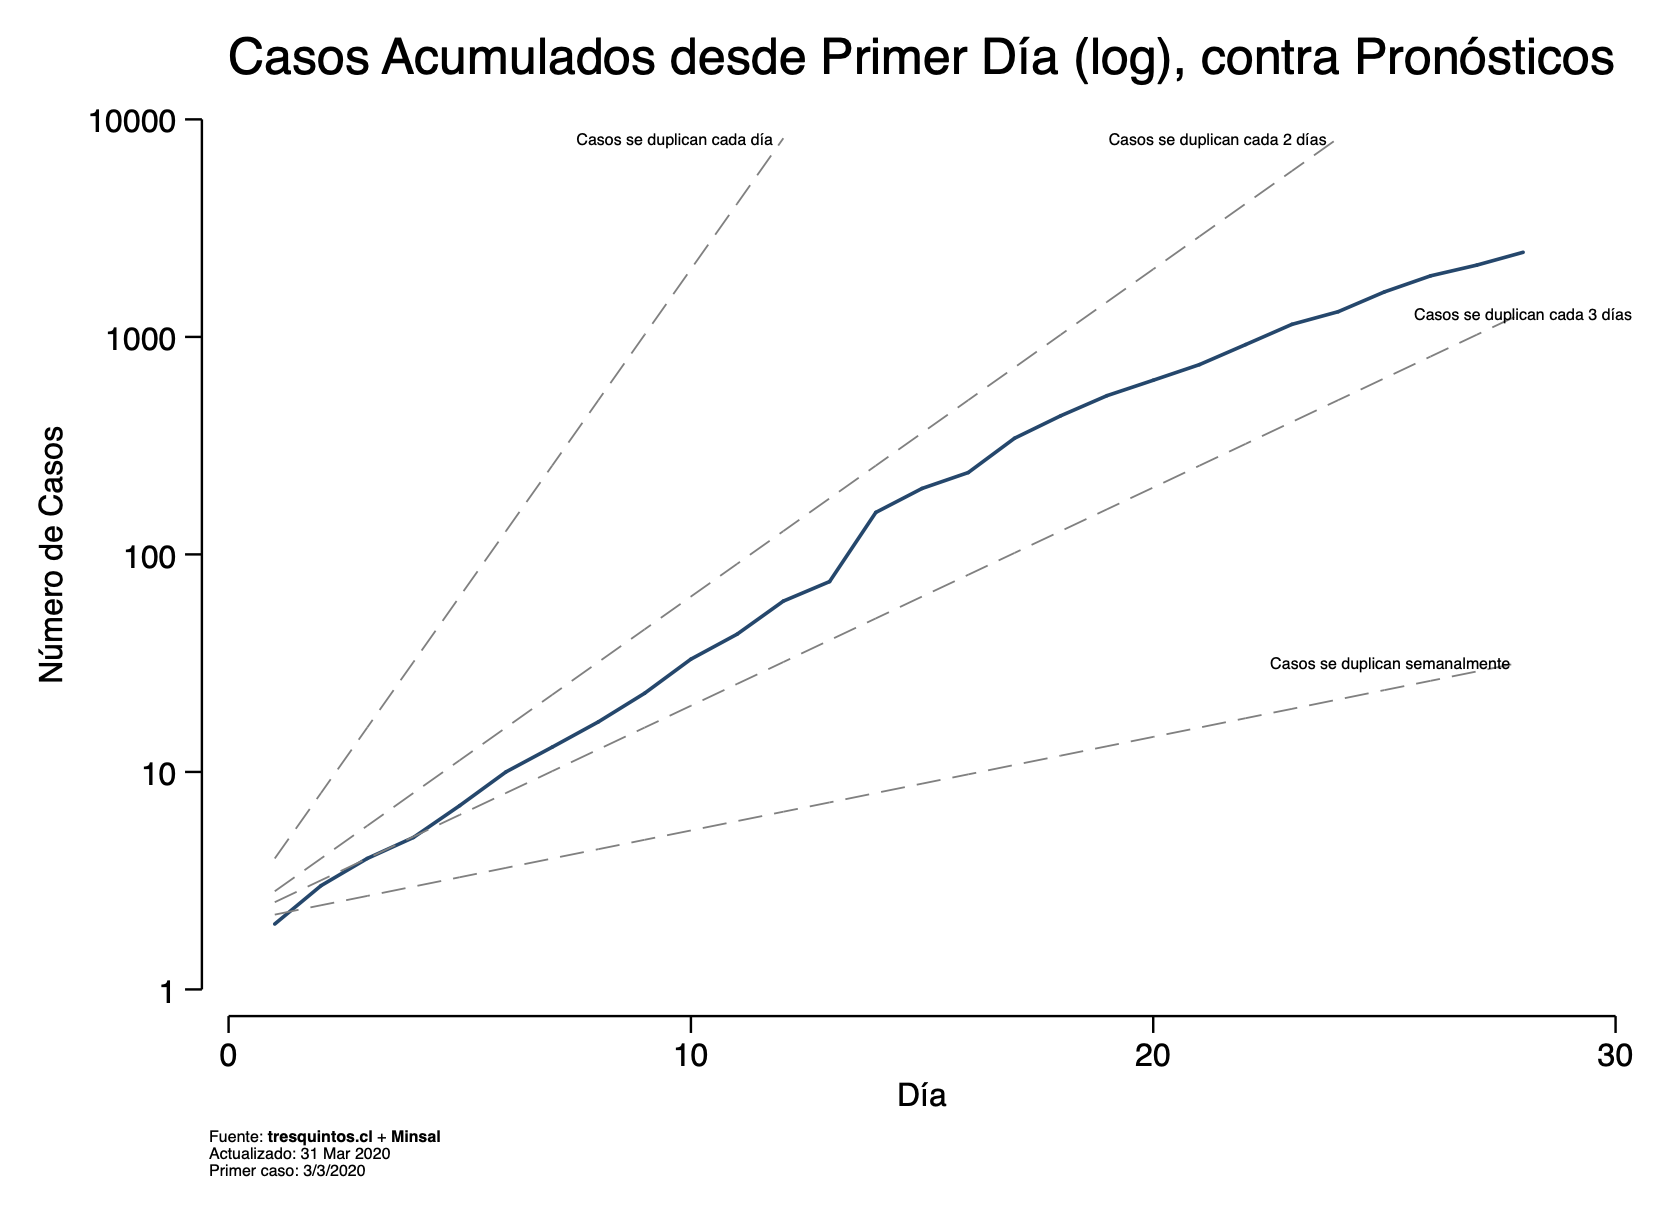 Casos Acumulados desde Primer Día (log), contra Pronósticos
10000
1000
100
10
1
Número de Casos
Casos se duplican cada día
Casos se duplican cada 2 días
Casos se duplican cada 3 días
Casos se duplican semanalmente
0
10
20
30
Día
Fuente: tresquintos.cl + Minsal
Actualizado: 31 Mar 2020
Primer caso: 3/3/2020